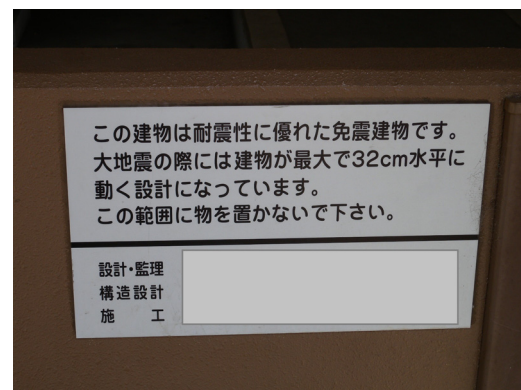 この建物は耐震性に優れた免震建物です。
大地震の際には建物が最大で32cm水平に
動く設計になっています。
この範囲に物を置かないで下さい。
設計・監理
構造設計
施 工